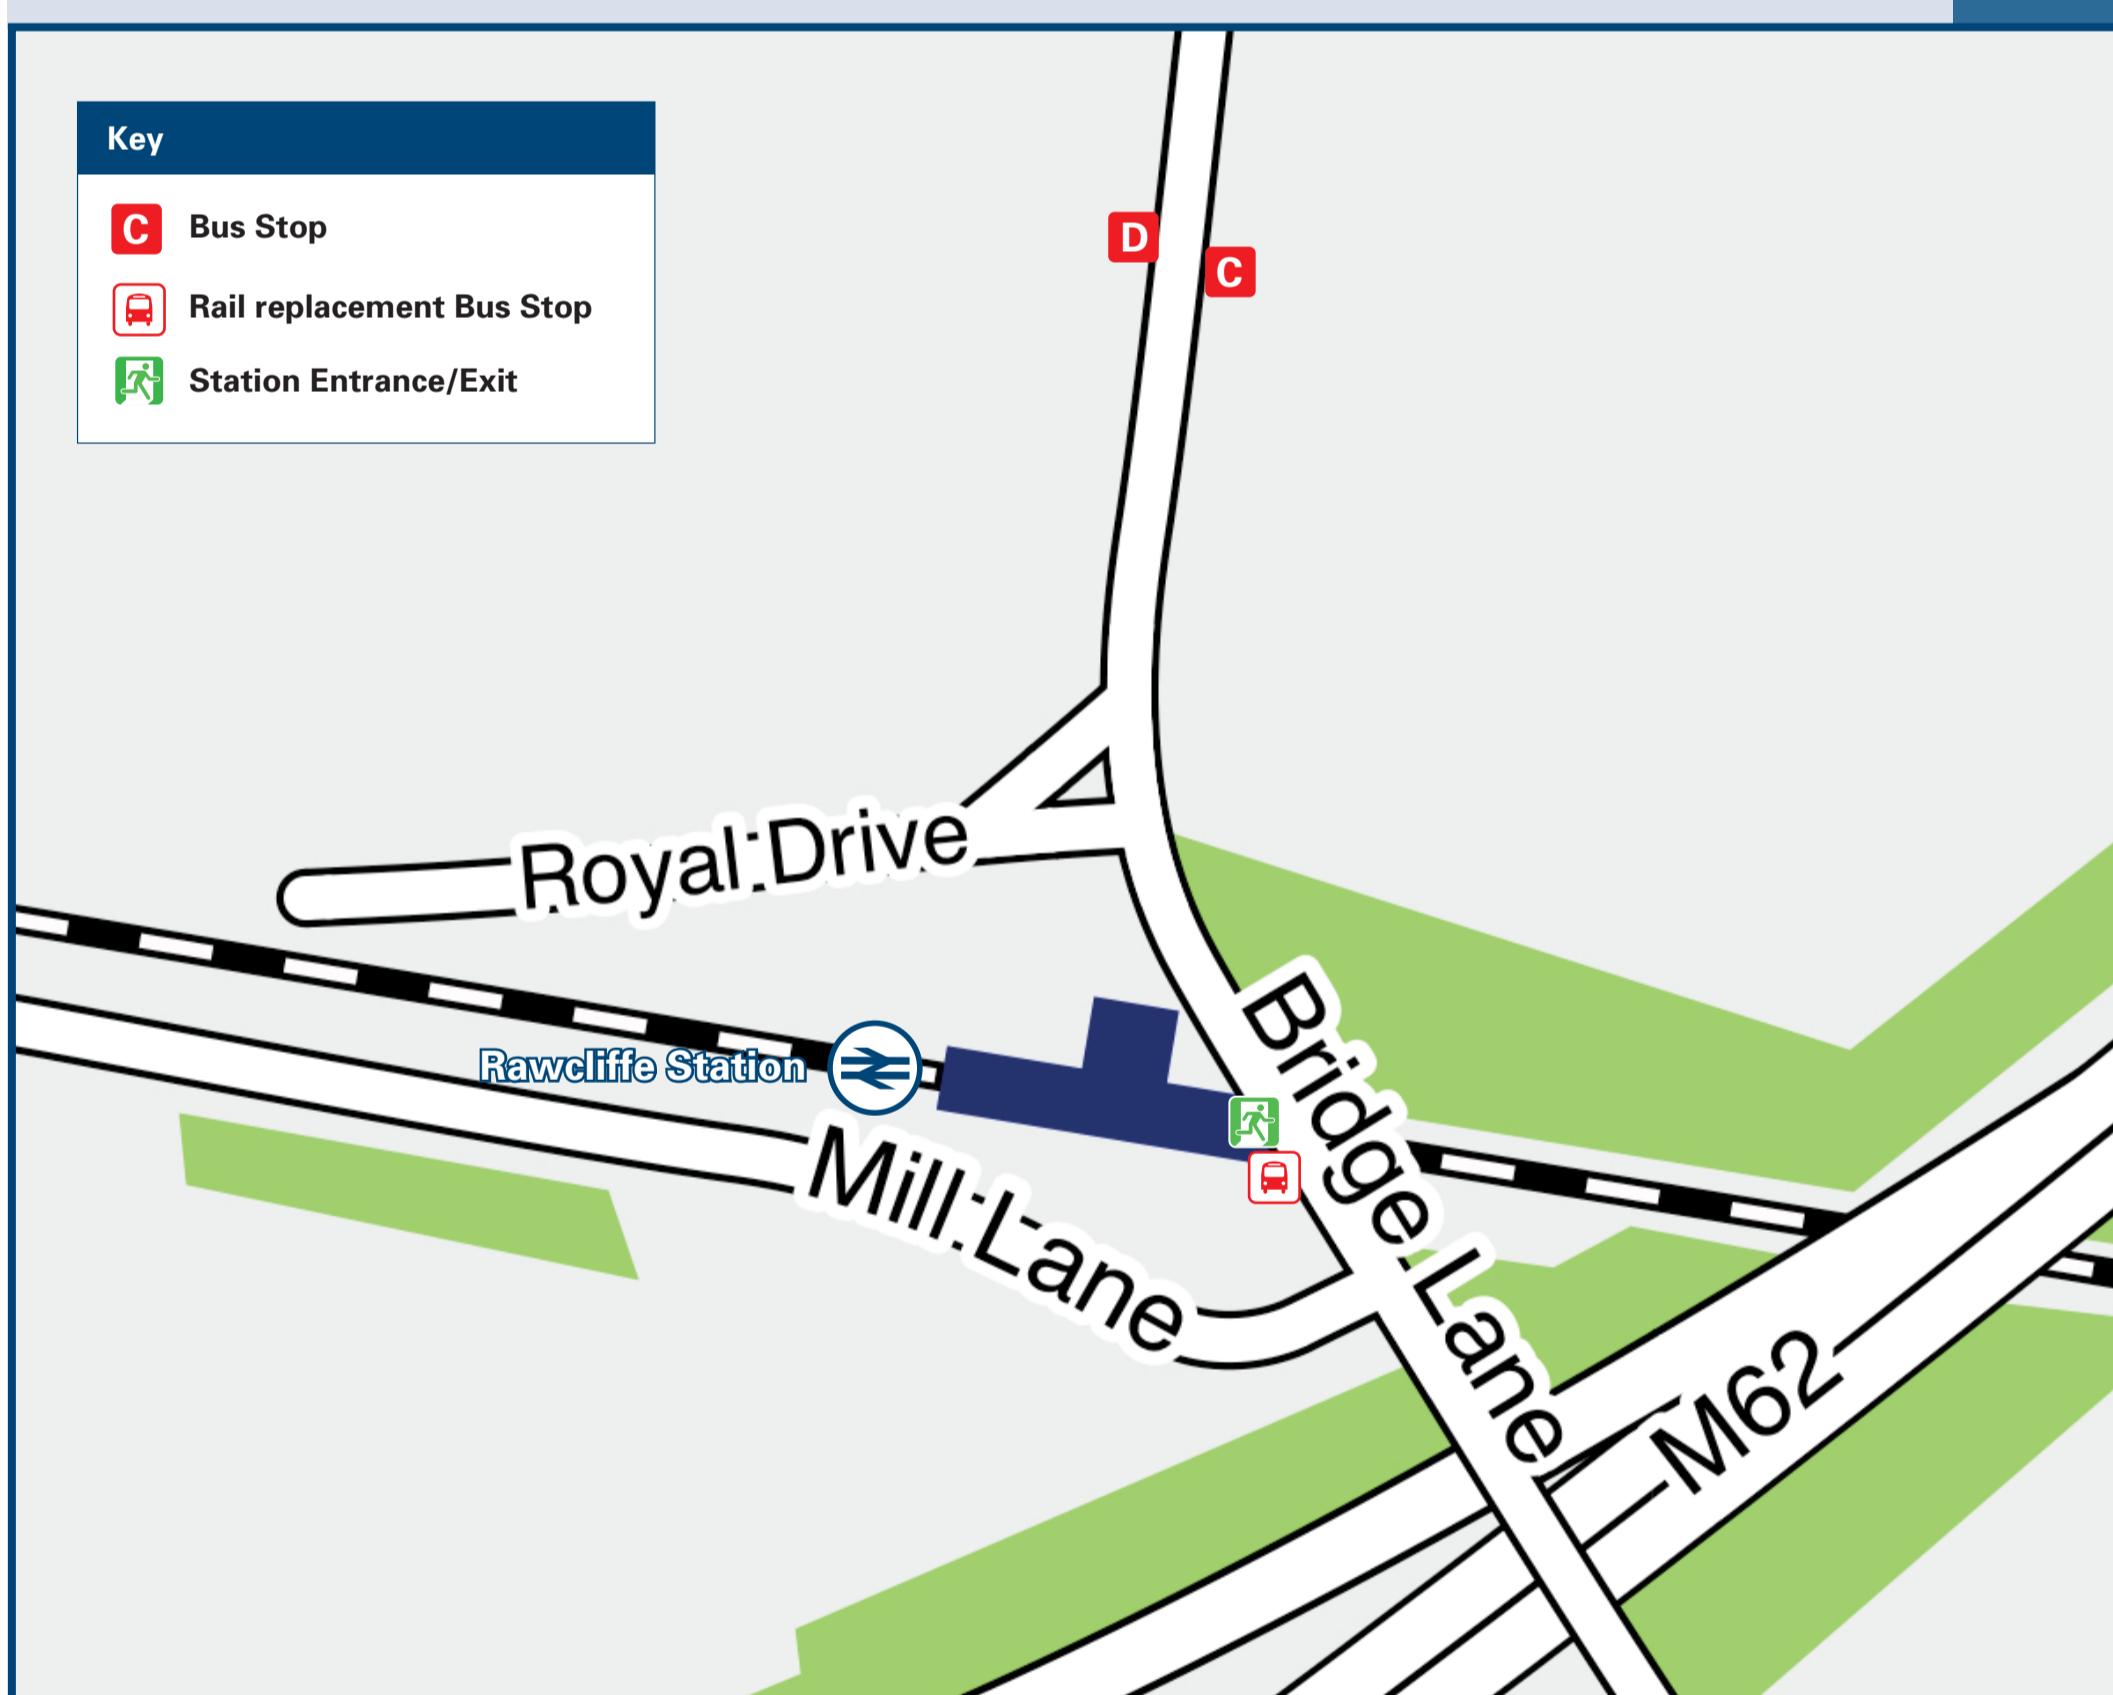 Key
C Bus Stop
Rail replacement Bus Stop
Station Entrance/Exit
D
C
Royal Drive
Bridge Lane
Rawcliffe Station
Mill Lane
M62